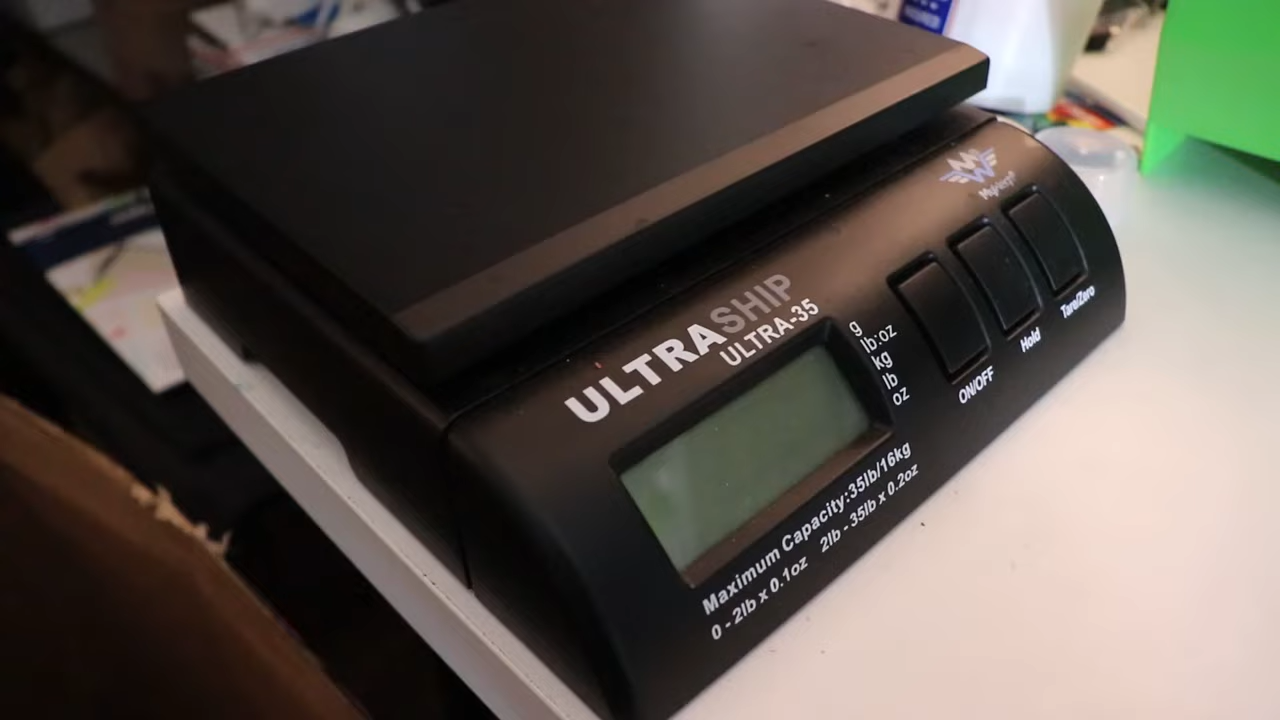 MyWeigh®
ULTRASHIP
ULTRA-35
g
lb:oz
kg
lb
oz
ON/OFF
Hold
Tare/Zero
Maximum Capacity:35lb/16kg
0 - 2lb x 0.1oz 2lb - 35lb x 0.2oz